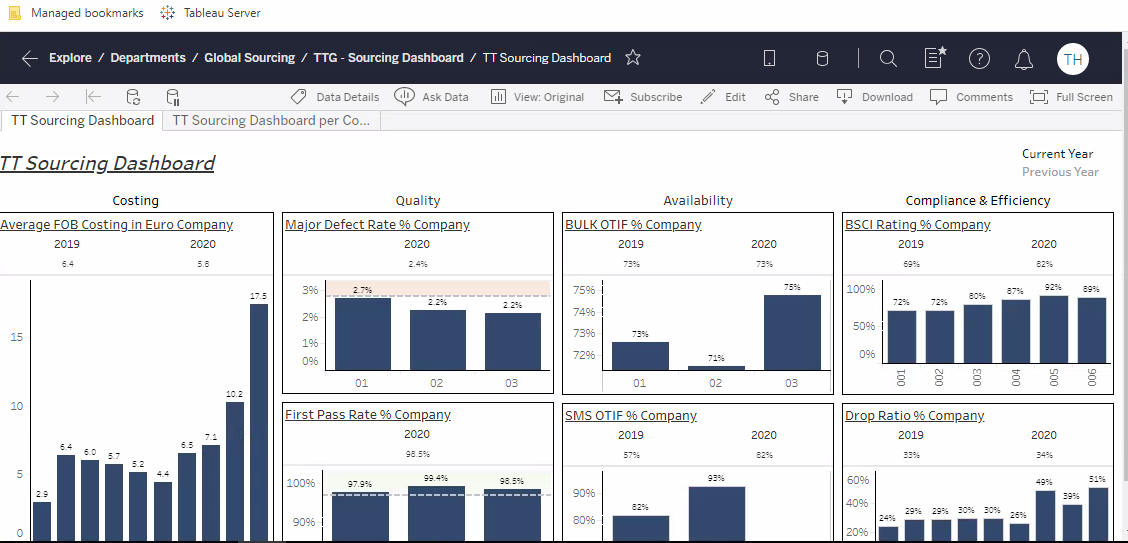 Managed bookmarks Tableau Server
Explore / Departments / Global Sourcing / TTG - Sourcing Dashboard / TT Sourcing Dashboard TH
Data Details Ask Data View: Original Subscribe Edit Share Download Comments Full Screen
TT Sourcing Dashboard TT Sourcing Dashboard per Co...
TT Sourcing Dashboard
Current Year
Previous Year
Costing Quality Availability Compliance & Efficiency
Average FOB Costing in Euro Company
2019 2020
6.4 5.8
17.5
15
10.2
10
6.4 6.0 5.7 5.2 4.4 6.5 7.1
5
2.9
0
Major Defect Rate % Company
2020
2.4%
3% 2.7%
2.2% 2.2%
2%
1%
0%
01 02 03
First Pass Rate % Company
2020
98.5%
100% 97.9% 99.4% 98.5%
90%
BULK OTIF % Company
2019 2020
73% 73%
75% 75%
74%
73% 73%
72% 71%
01 02 03
SMS OTIF % Company
2019 2020
57% 82%
93%
90%
82%
80%
BSCI Rating % Company
2019 2020
69% 82%
100% 72% 72% 80% 87% 92% 89%
50%
0%
001 002 003 004 005 006
Drop Ratio % Company
2019 2020
33% 34%
60%
49% 39% 51%
40%
24% 29% 29% 30% 30% 26%
20%